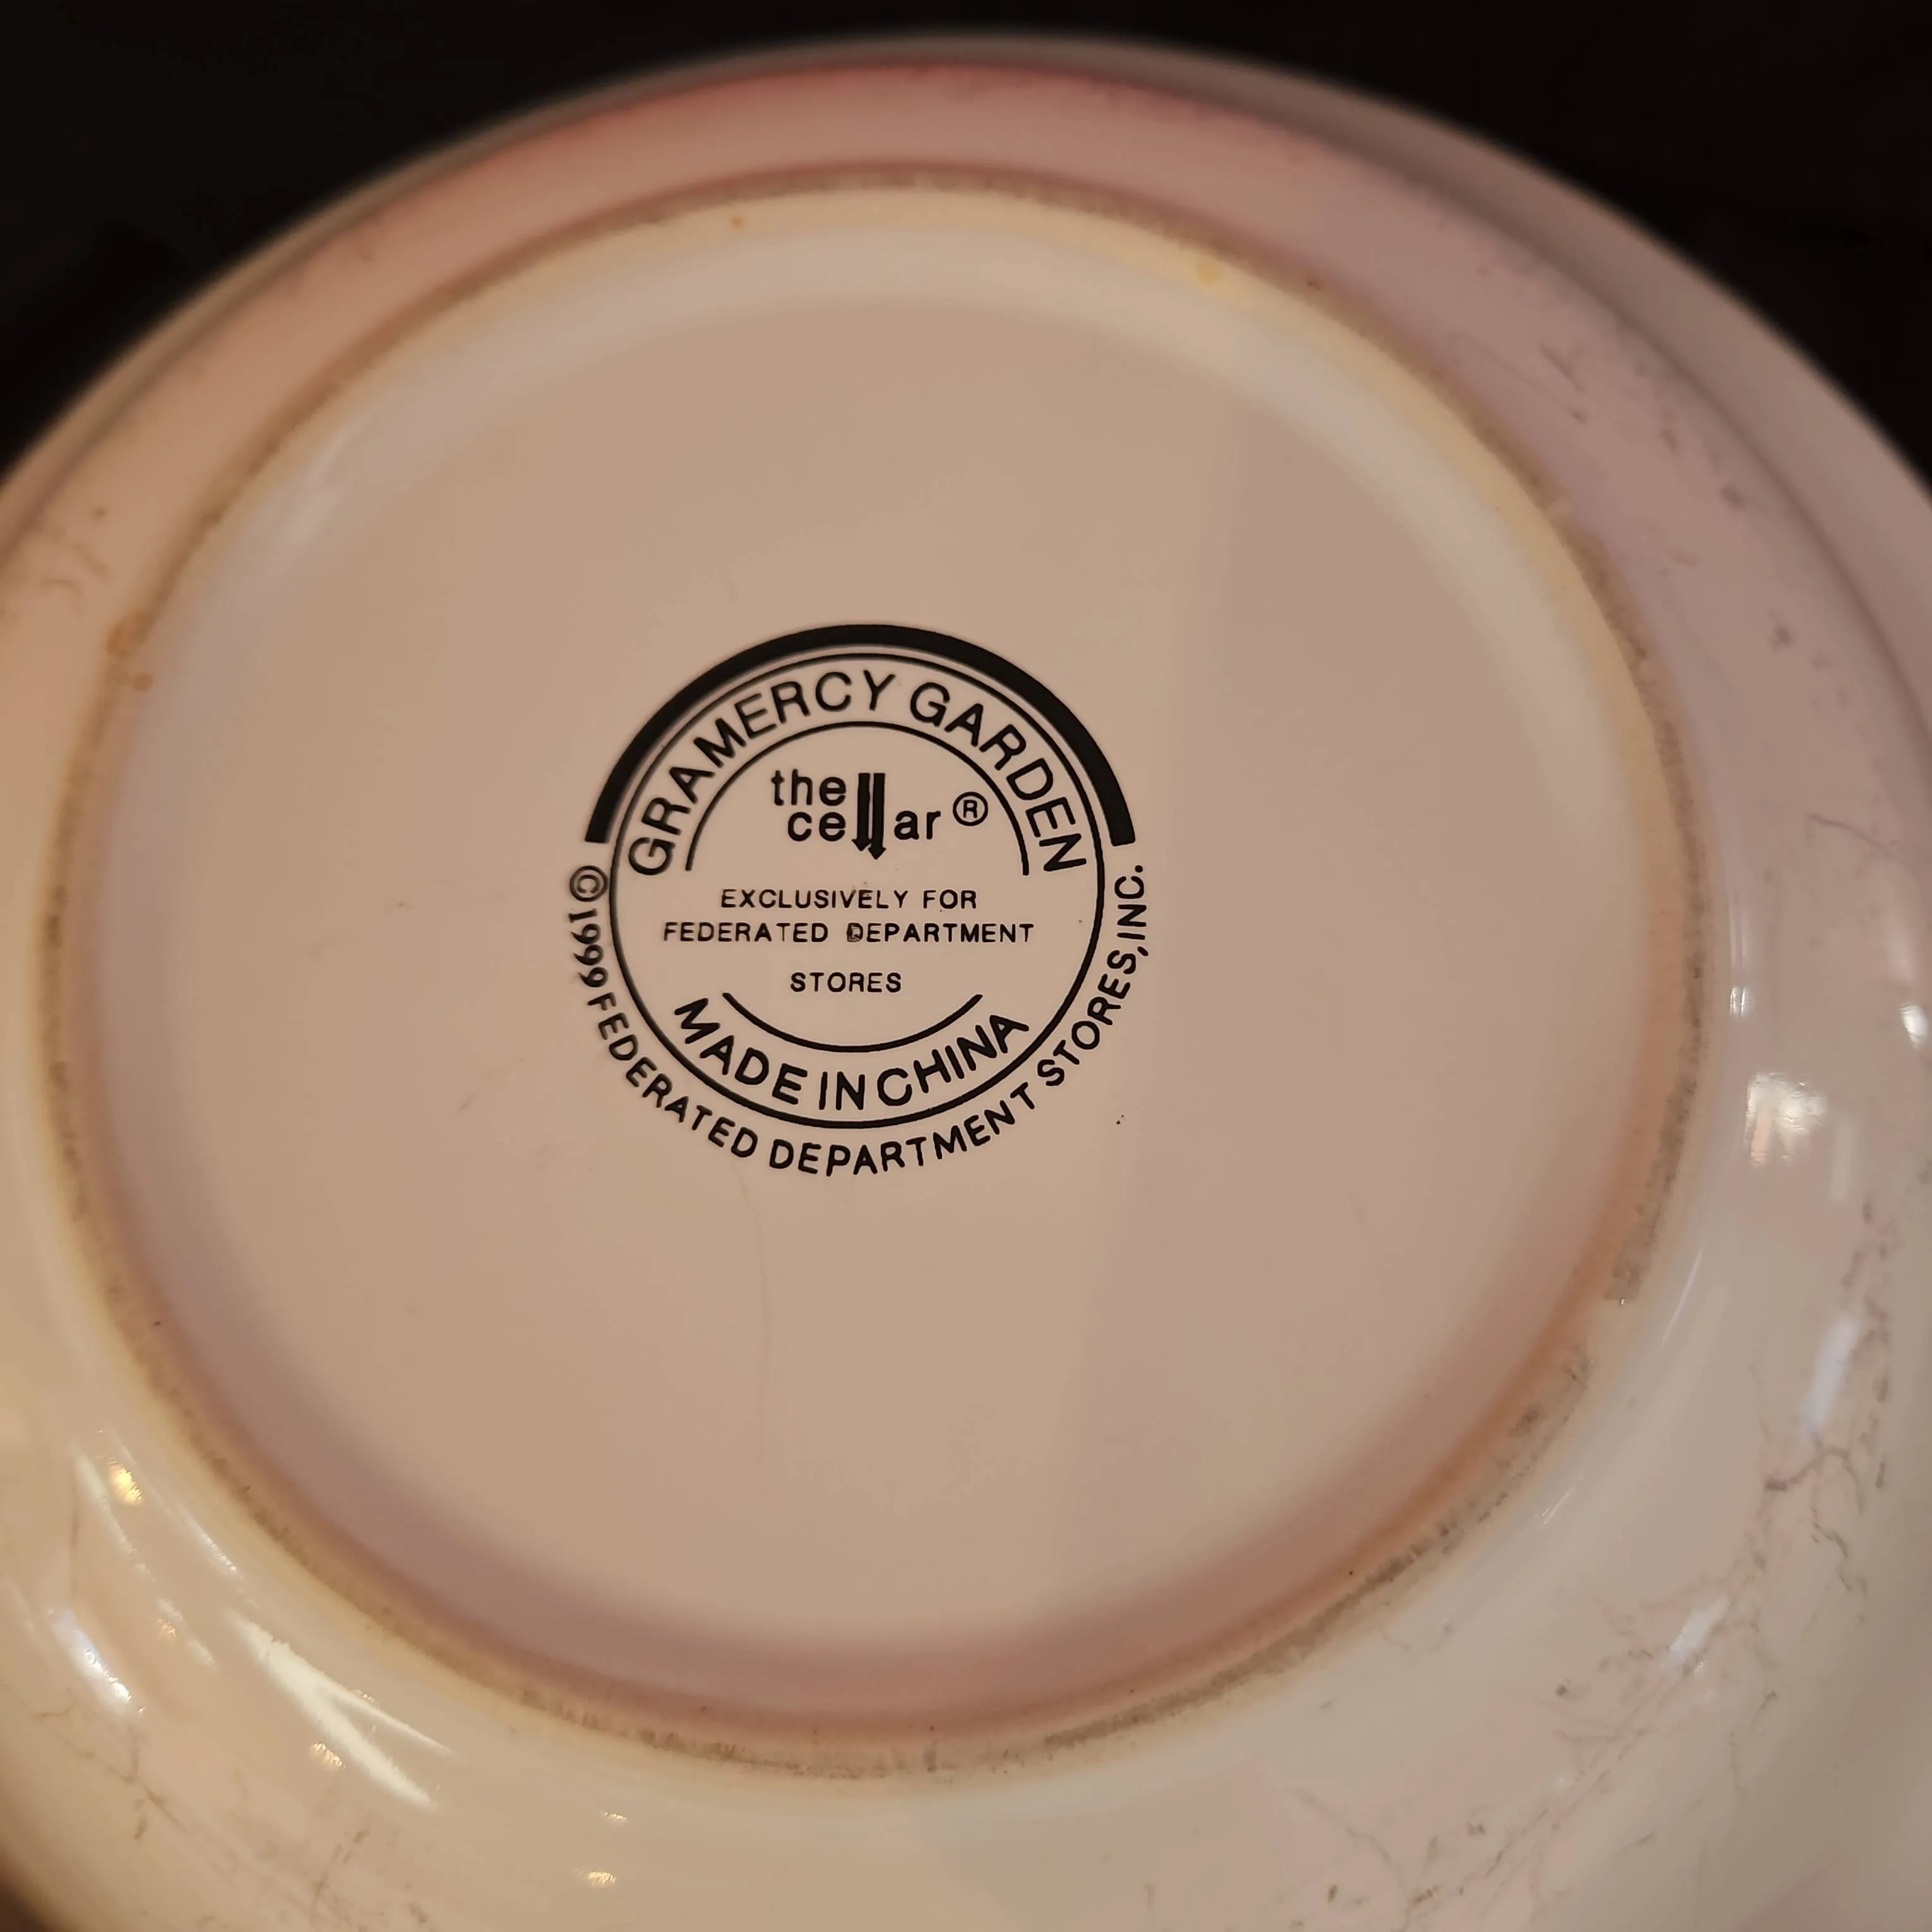 GRAMERCY GARDEN
the
cellar ®
EXCLUSIVELY FOR
FEDERATED DEPARTMENT
STORES
MADE IN CHINA
©1999 FEDERATED DEPARTMENT STORES, INC.